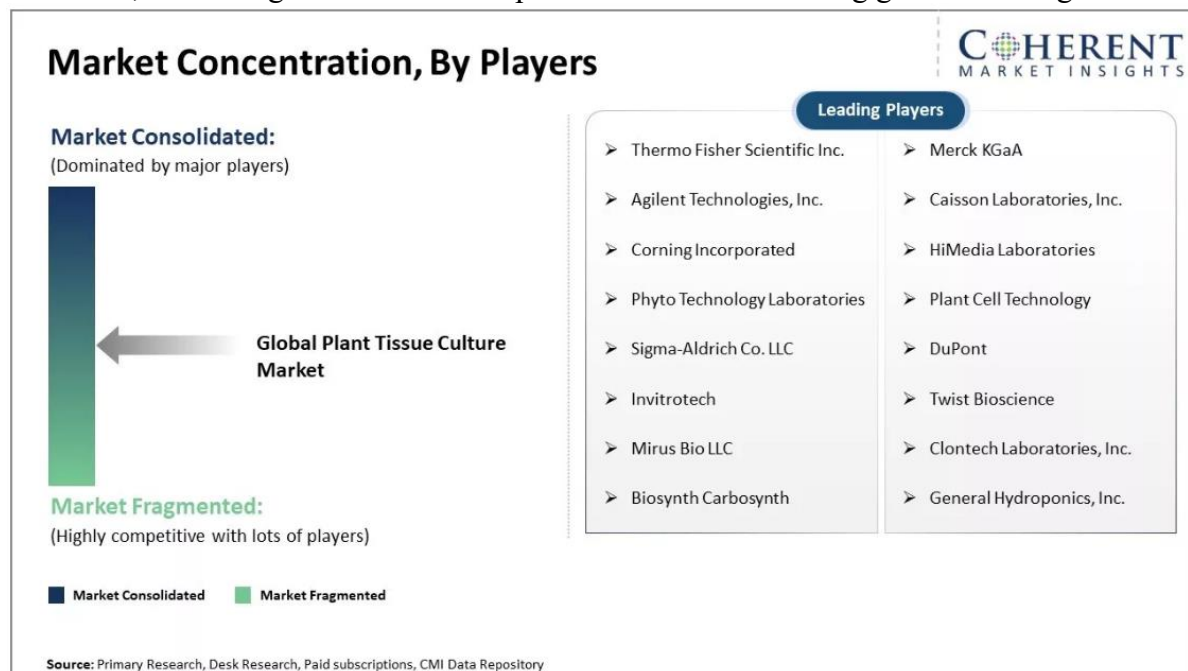 Market Concentration, By Players
COHERENT
MARKET INSIGHTS
Market Consolidated:
(Dominated by major players)
Global Plant Tissue Culture
Market
Market Fragmented:
(Highly competitive with lots of players)
Market Consolidated
Market Fragmented
Leading Players
Thermo Fisher Scientific Inc.
Agilent Technologies, Inc.
Corning Incorporated
Phyto Technology Laboratories
Sigma-Aldrich Co. LLC
Invitrotech
Mirus Bio LLC
Biosynth Carbosynth
Merck KGaA
Caisson Laboratories, Inc.
HiMedia Laboratories
Plant Cell Technology
DuPont
Twist Bioscience
Clontech Laboratories, Inc.
General Hydroponics, Inc.
Source: Primary Research, Desk Research, Paid subscriptions, CMI Data Repository